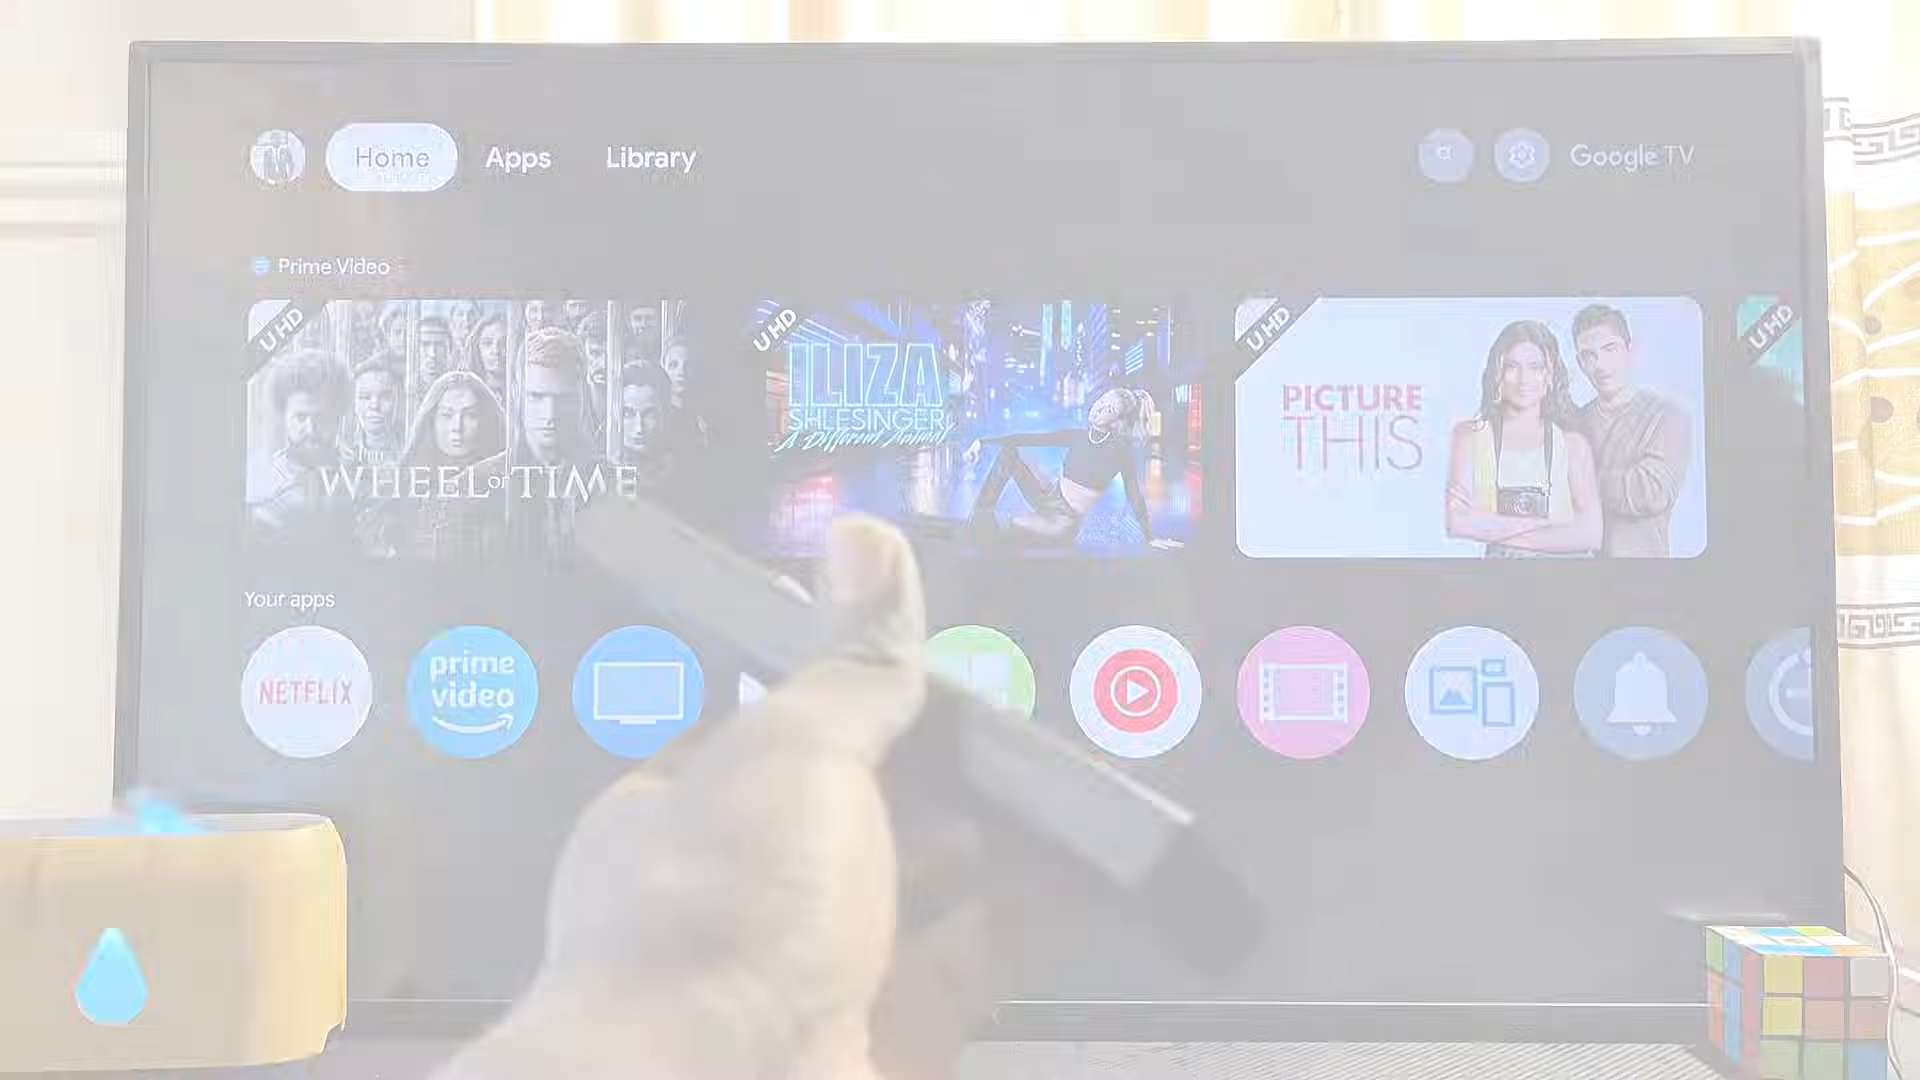 Home Apps Library Google TV
Prime Video
UHD UHD UHD UHD
THE WHEEL OF TIME
ILIZA
SHLESINGER
A Different Animal
PICTURE
THIS
Your apps
NETFLIX
prime
video